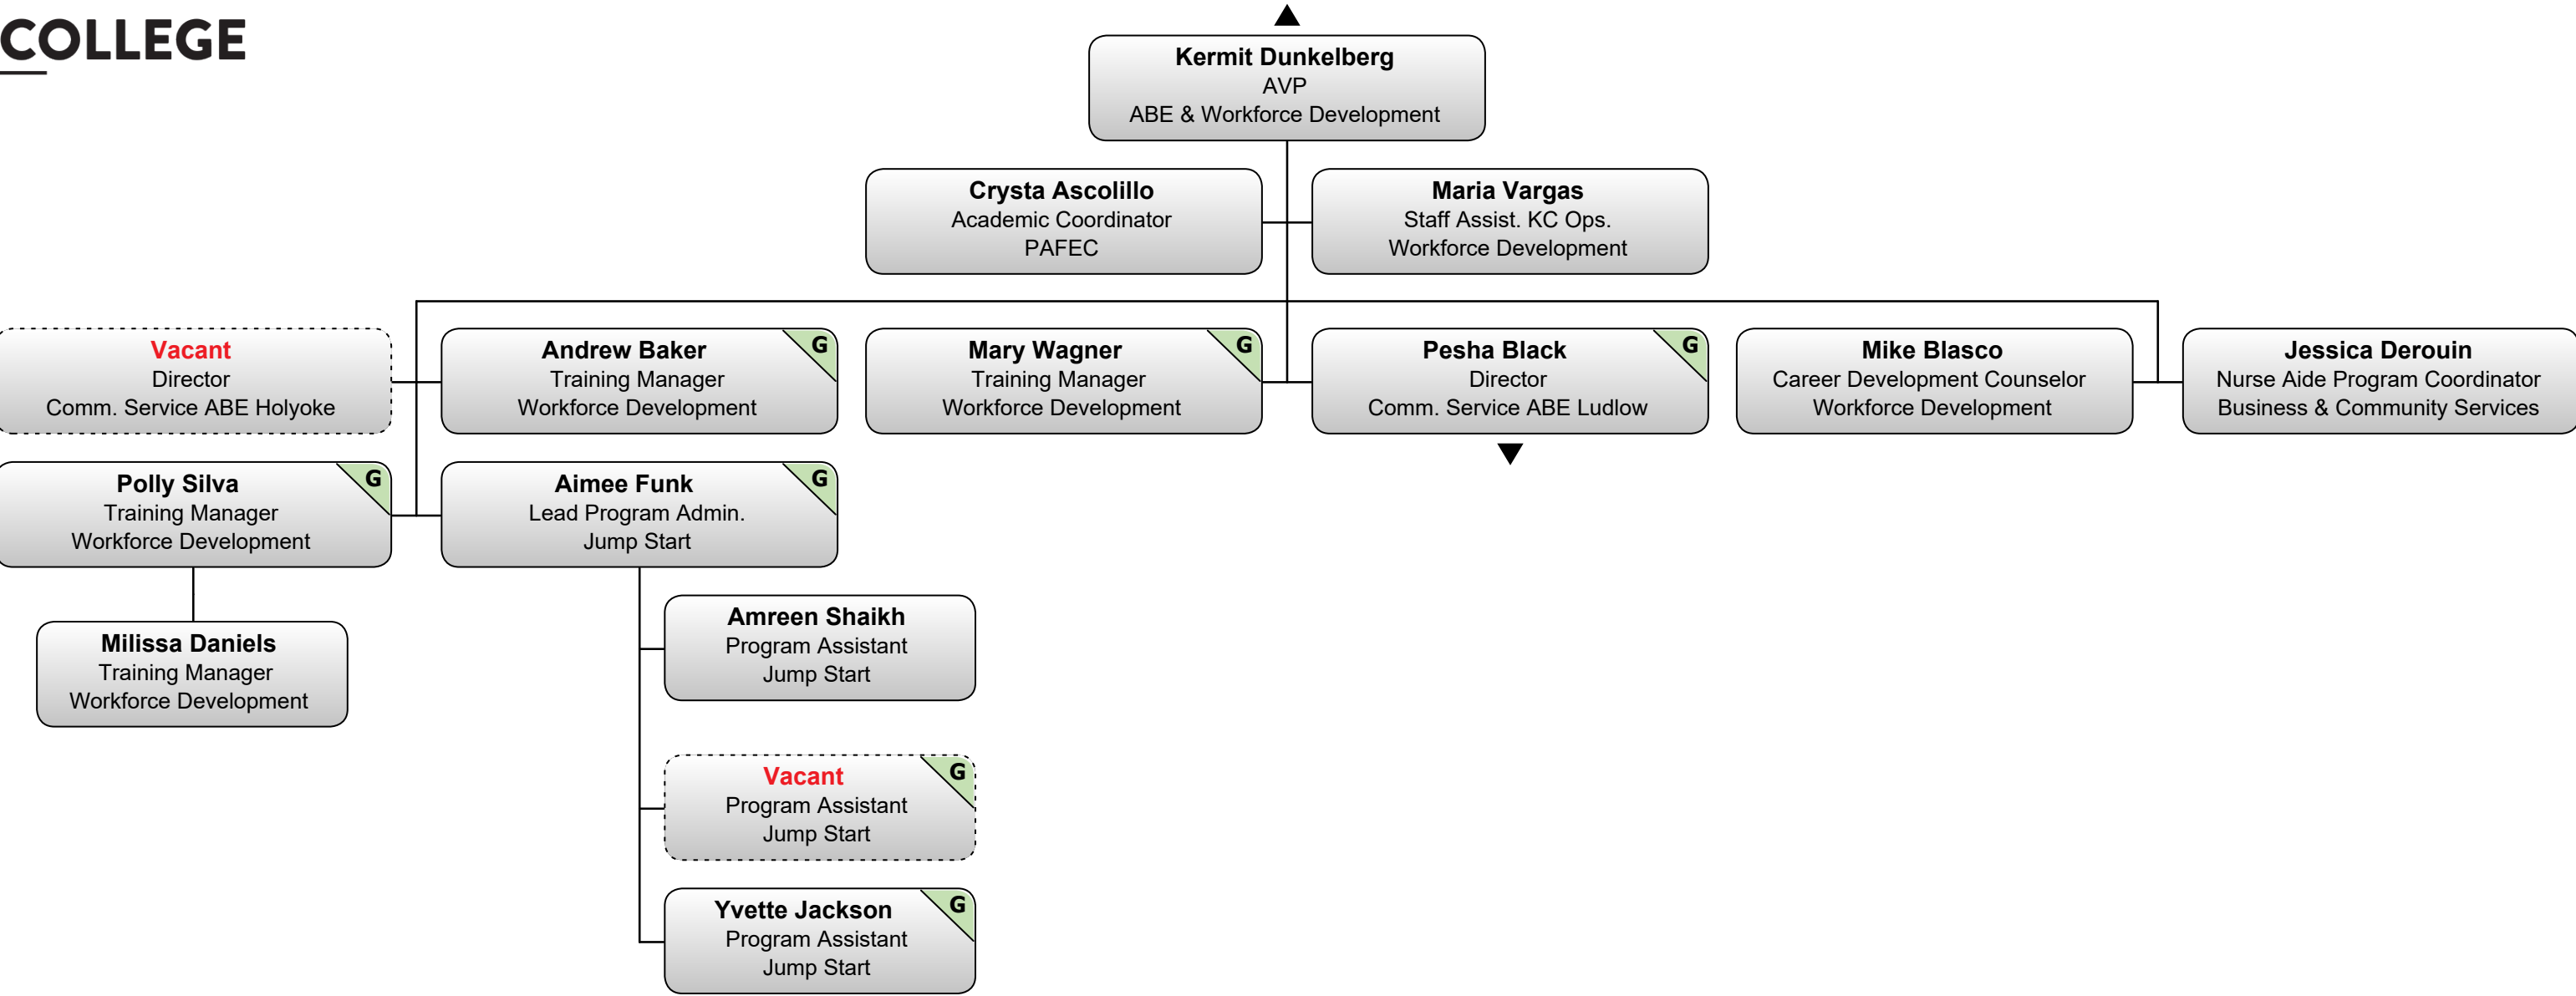 COLLEGE
Kermit Dunkelberg
AVP
ABE & Workforce Development
Crysta Ascolillo
Academic Coordinator
PAFEC
Maria Vargas
Staff Assist. KC Ops.
Workforce Development
Vacant
Director
Comm. Service ABE Holyoke
G
Andrew Baker
Training Manager
Workforce Development
G
Mary Wagner
Training Manager
Workforce Development
G
Pesha Black
Director
Comm. Service ABE Ludlow
Mike Blasco
Career Development Counselor
Workforce Development
Jessica Derouin
Nurse Aide Program Coordinator
Business & Community Services
G
Polly Silva
Training Manager
Workforce Development
G
Aimee Funk
Lead Program Admin.
Jump Start
Milissa Daniels
Training Manager
Workforce Development
Amreen Shaikh
Program Assistant
Jump Start
G
Vacant
Program Assistant
Jump Start
G
Yvette Jackson
Program Assistant
Jump Start